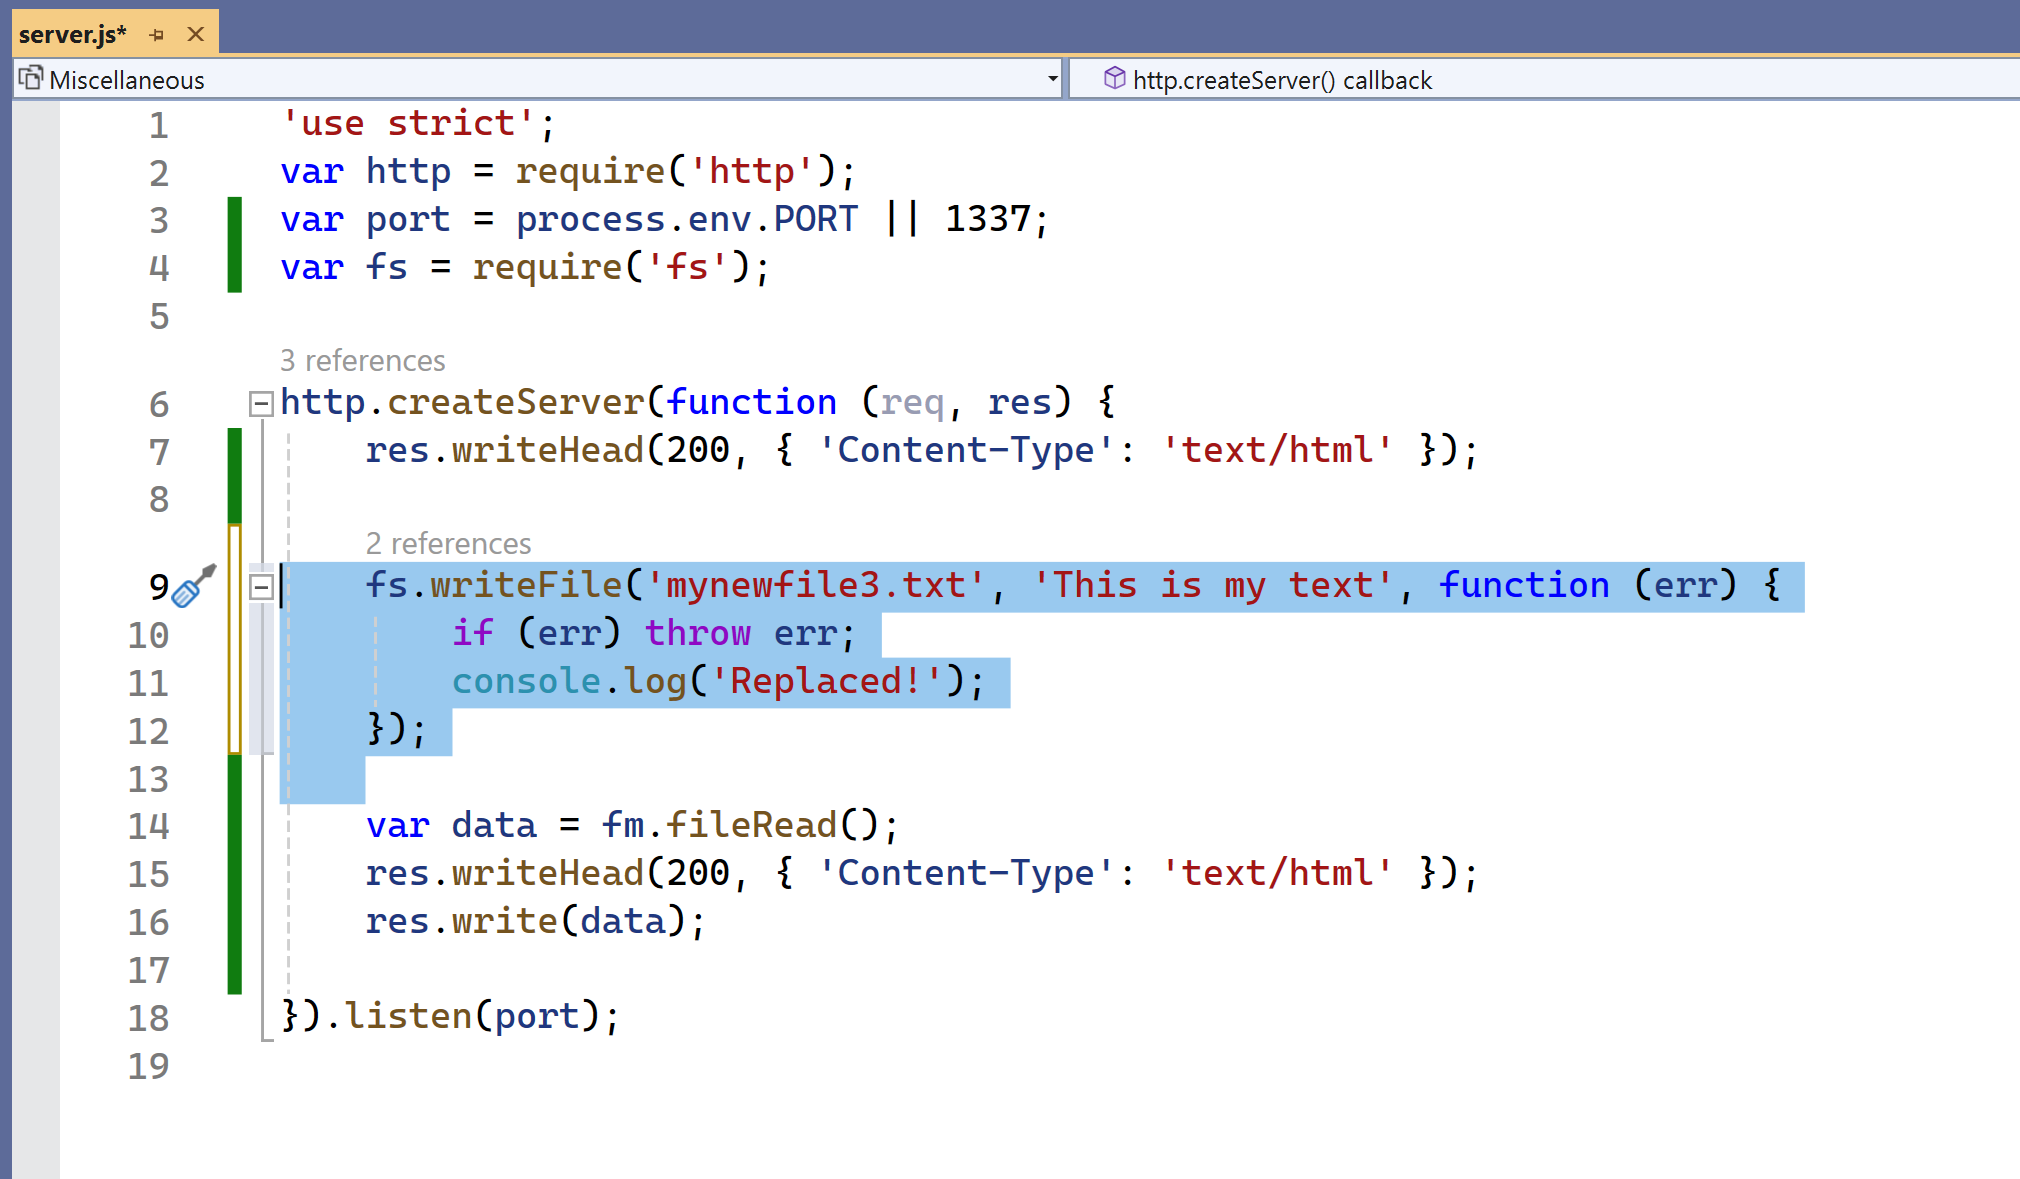 server.js*
Miscellaneous
http.createServer() callback
1 'use strict';
2 var http = require('http');
3 var port = process.env.PORT || 1337;
4 var fs = require('fs');
5
3 references
6 http.createServer(function (req, res) {
7 res.writeHead(200, { 'Content-Type': 'text/html' });
8
2 references
9 fs.writeFile('mynewfile3.txt', 'This is my text', function (err) {
10 if (err) throw err;
11 console.log('Replaced!');
12 });
13
14 var data = fm.fileRead();
15 res.writeHead(200, { 'Content-Type': 'text/html' });
16 res.write(data);
17
18 }).listen(port);
19